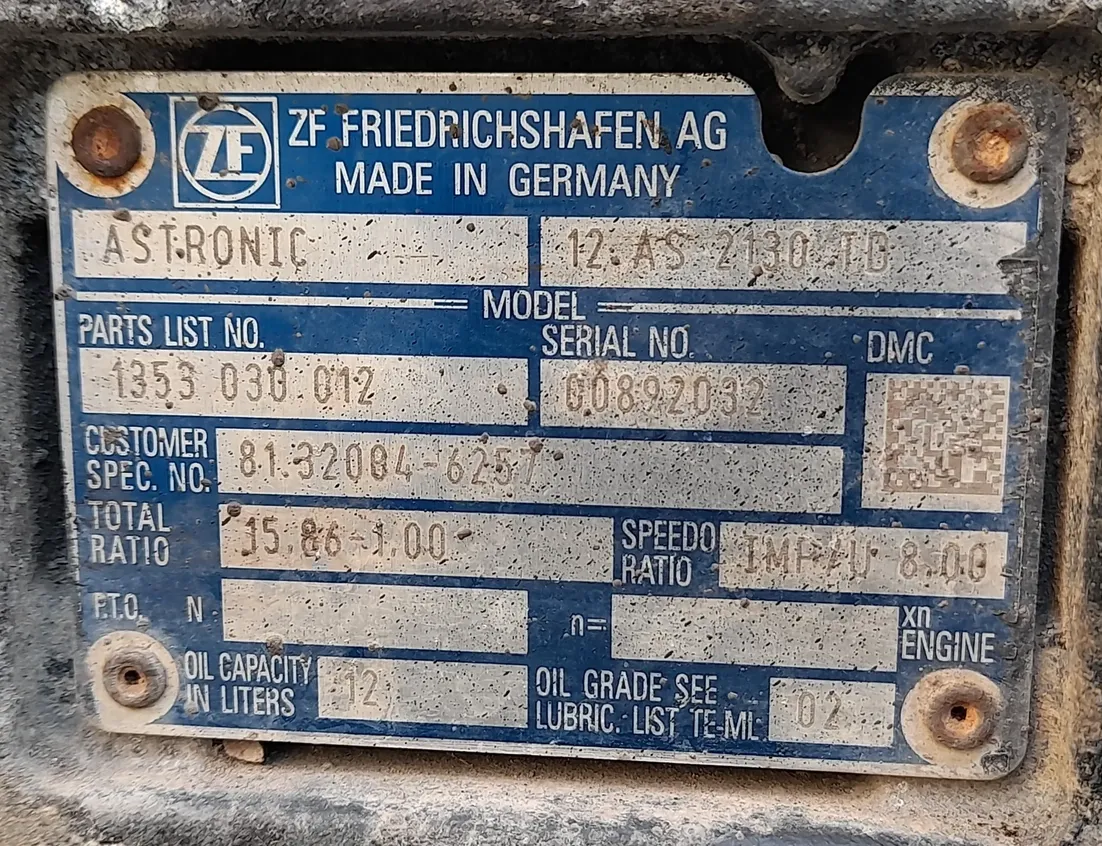 ZF ZF FRIEDRICHSHAFEN AG
MADE IN GERMANY
ASTRONIC 12 AS 2130 TD
MODEL
PARTS LIST NO. SERIAL NO. DMC
1353 030 012 00892032
CUSTOMER
SPEC. NO. 81.32004-6257
TOTAL
RATIO 15.86-1.00 SPEEDO
RATIO IMP/U 8.00
P.T.O. N n= xn
ENGINE
OIL CAPACITY
IN LITERS 12 OIL GRADE SEE
LUBRIC. LIST TE-ML 02